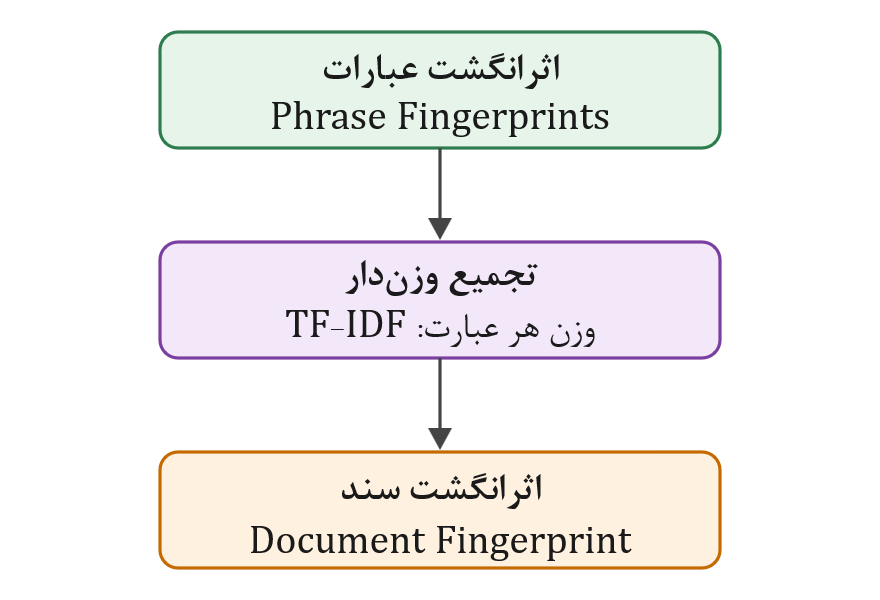 اثرانگشت عبارات
Phrase Fingerprints
تجمیع وزن‌دار
وزن هر عبارت: TF–IDF
اثرانگشت سند
Document Fingerprint